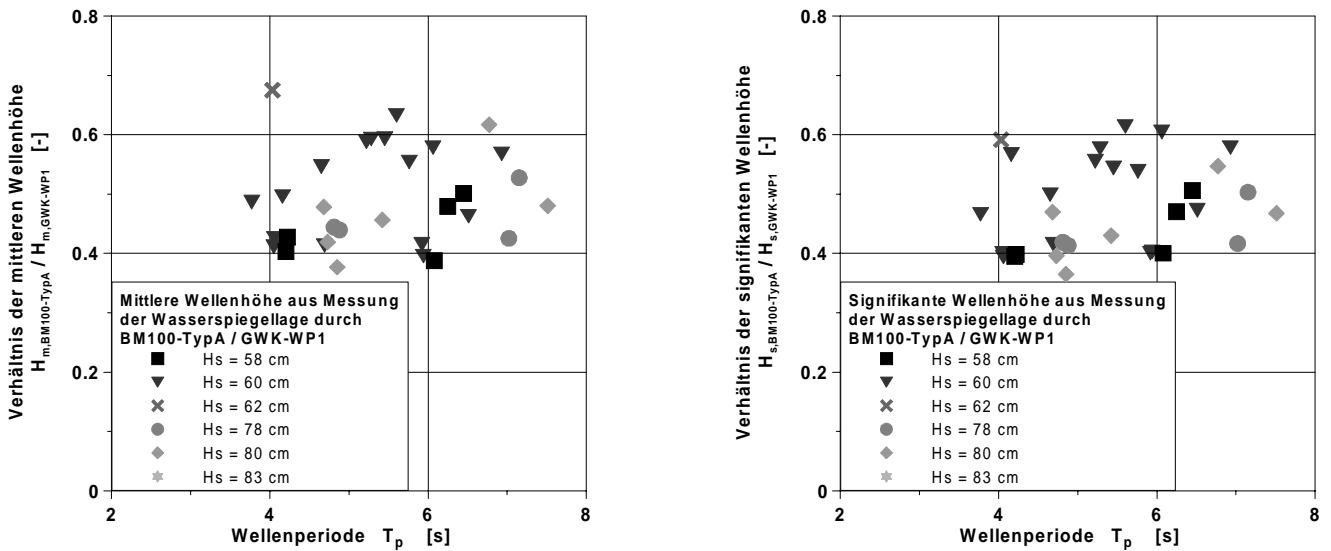 Verhältnis der mittleren Wellenhöhe
H_m,BM100-TypA / H_m,GWK-WP1 [-]
0.8
0.6
0.4
0.2
0
Mittlere Wellenhöhe aus Messung
der Wasserspiegellage durch
BM100-TypA / GWK-WP1
Hs = 58 cm
Hs = 60 cm
Hs = 62 cm
Hs = 78 cm
Hs = 80 cm
Hs = 83 cm
2 4 6 8
Wellenperiode T_p [s]
Verhältnis der signifikanten Wellenhöhe
H_s,BM100-TypA / H_s,GWK-WP1 [-]
0.8
0.6
0.4
0.2
0
Signifikante Wellenhöhe aus Messung
der Wasserspiegellage durch
BM100-TypA / GWK-WP1
Hs = 58 cm
Hs = 60 cm
Hs = 62 cm
Hs = 78 cm
Hs = 80 cm
Hs = 83 cm
2 4 6 8
Wellenperiode T_p [s]